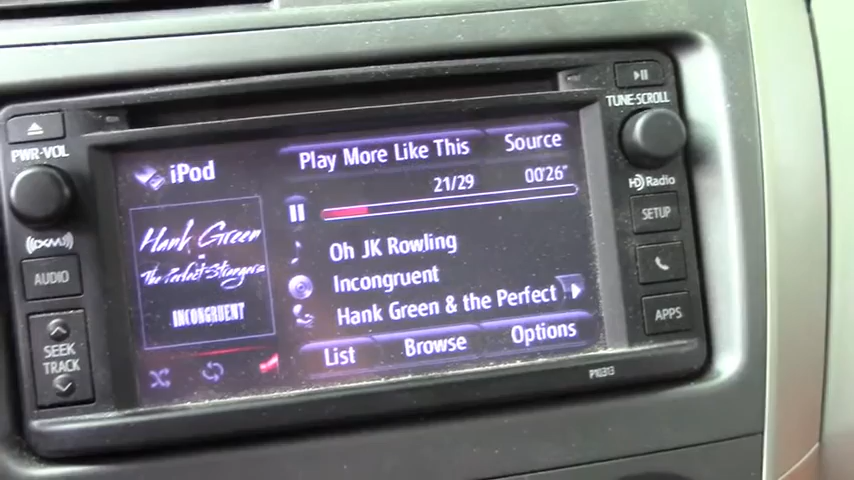 PWR·VOL
((XM))
AUDIO
SEEK
TRACK
iPod
Play More Like This
Source
21/29
00'26"
Hank Green
The Perfect Strangers
INCONGRUENT
Oh JK Rowling
Incongruent
Hank Green & the Perfect
List
Browse
Options
TUNE·SCROLL
HD Radio
SETUP
APPS
P10313